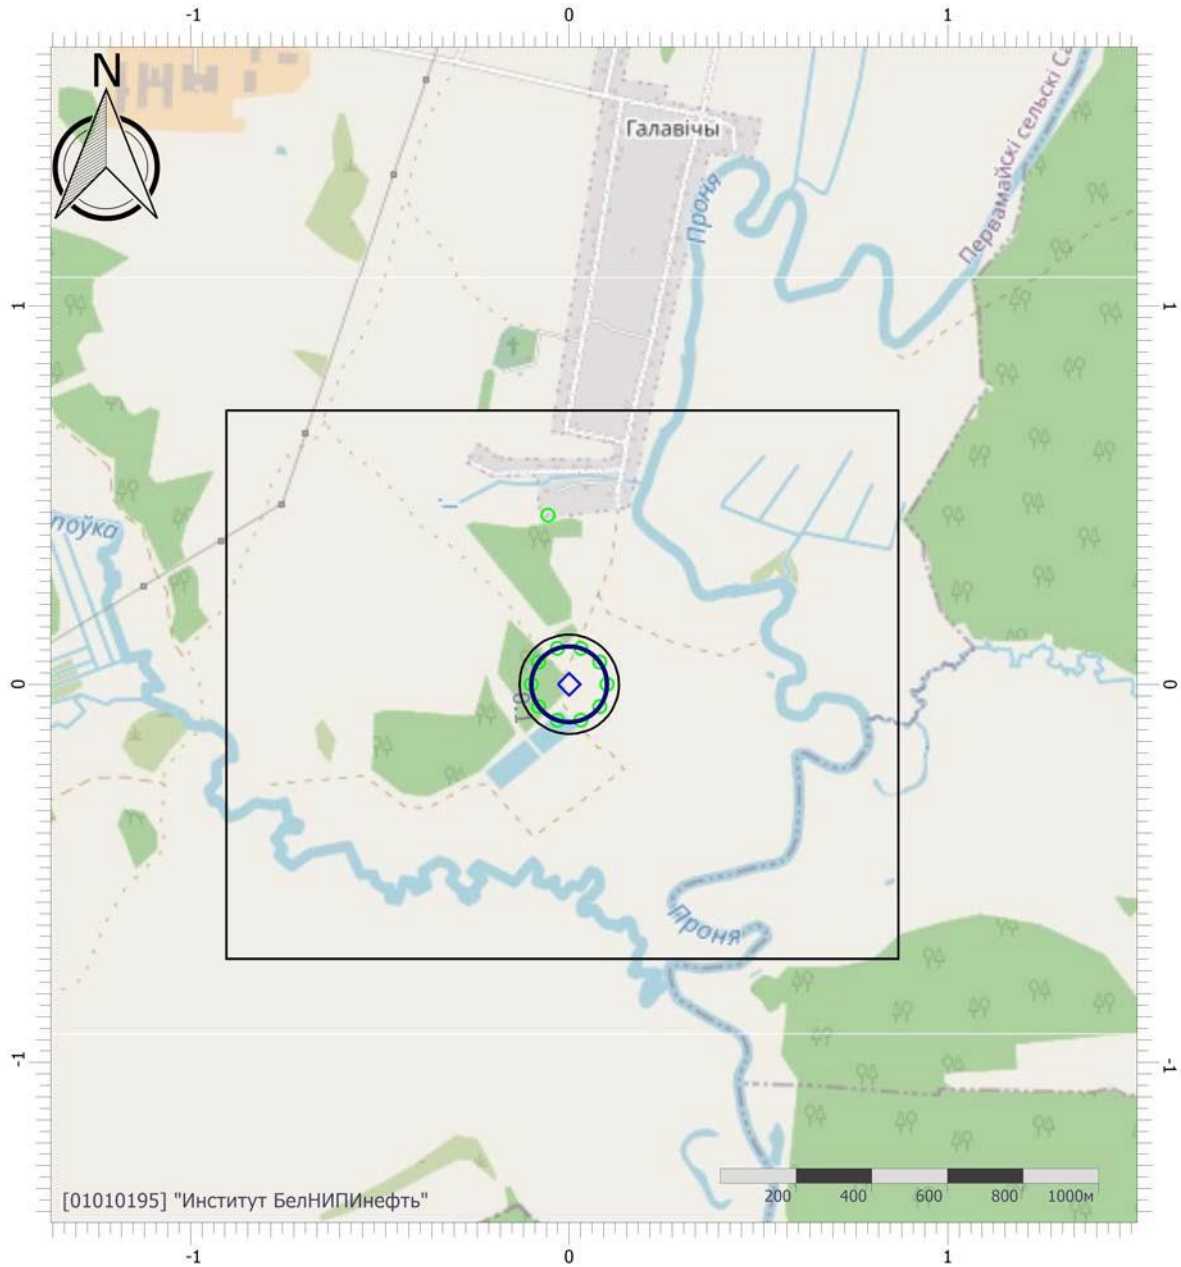 -1 0 1
N
Галавічы
Проня
Первамайскі сельскі Са
1 1
поўка
0 0
Проня
-1 -1
200 400 600 800 1000м
[01010195] "Институт БелНИПИнефть"
-1 0 1